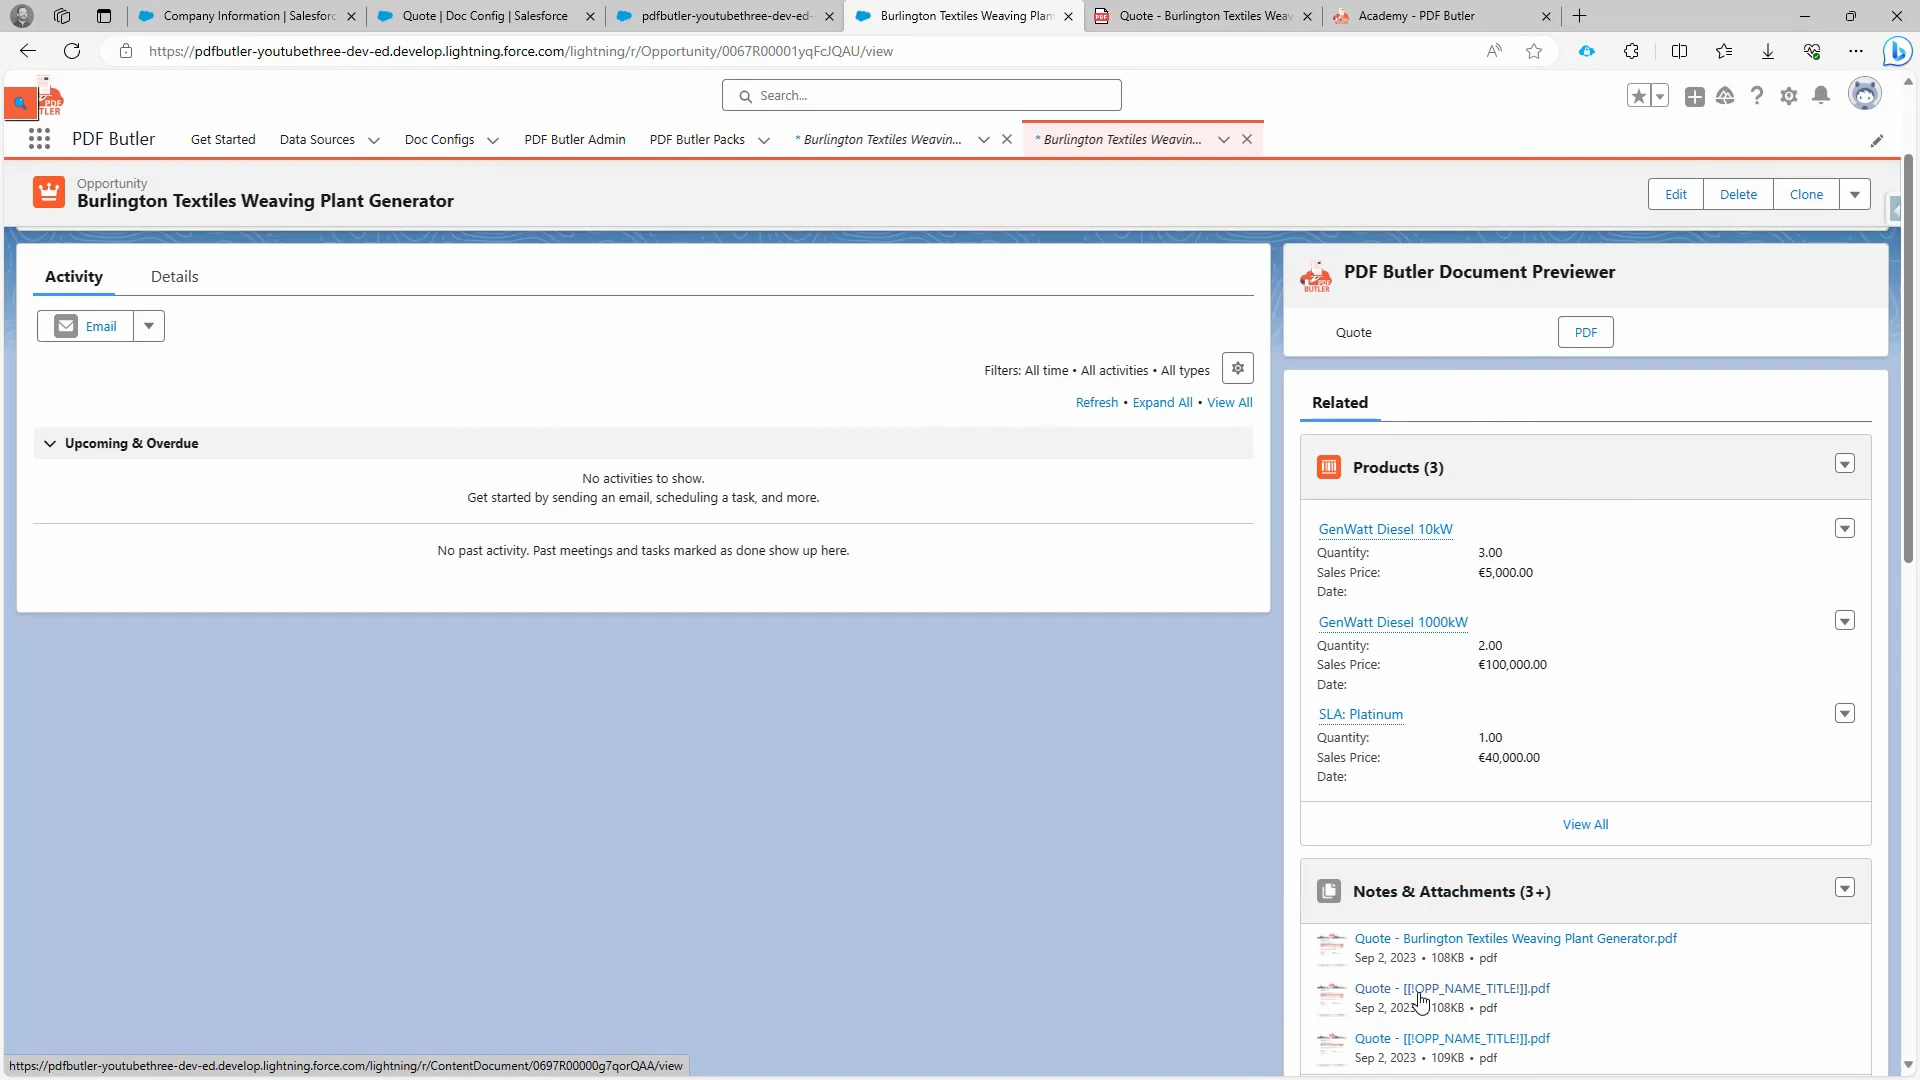 Company Information | Salesforc
Quote | Doc Config | Salesforce
pdfbutler-youtubethree-dev-ed-
Burlington Textiles Weaving Plant
Quote - Burlington Textiles Weav
Academy - PDF Butler
https://pdfbutler-youtubethree-dev-ed.develop.lightning.force.com/lightning/r/Opportunity/0067R00001yqFcJQAU/view
Search...
PDF Butler
Get Started
Data Sources
Doc Configs
PDF Butler Admin
PDF Butler Packs
* Burlington Textiles Weavin...
* Burlington Textiles Weavin...
Opportunity
Burlington Textiles Weaving Plant Generator
Edit
Delete
Clone
Activity
Details
Email
Filters: All time • All activities • All types
Refresh • Expand All • View All
Upcoming & Overdue
No activities to show.
Get started by sending an email, scheduling a task, and more.
No past activity. Past meetings and tasks marked as done show up here.
BUTLER
PDF Butler Document Previewer
Quote
PDF
Related
Products (3)
GenWatt Diesel 10kW
Quantity: 3.00
Sales Price: €5,000.00
Date:
GenWatt Diesel 1000kW
Quantity: 2.00
Sales Price: €100,000.00
Date:
SLA: Platinum
Quantity: 1.00
Sales Price: €40,000.00
Date:
View All
Notes & Attachments (3+)
Quote - Burlington Textiles Weaving Plant Generator.pdf
Sep 2, 2023 • 108KB • pdf
Quote - [[!OPP_NAME_TITLE!]].pdf
Sep 2, 2023 • 108KB • pdf
Quote - [[!OPP_NAME_TITLE!]].pdf
Sep 2, 2023 • 109KB • pdf
https://pdfbutler-youtubethree-dev-ed.develop.lightning.force.com/lightning/r/ContentDocument/0697R00000g7qorQAA/view